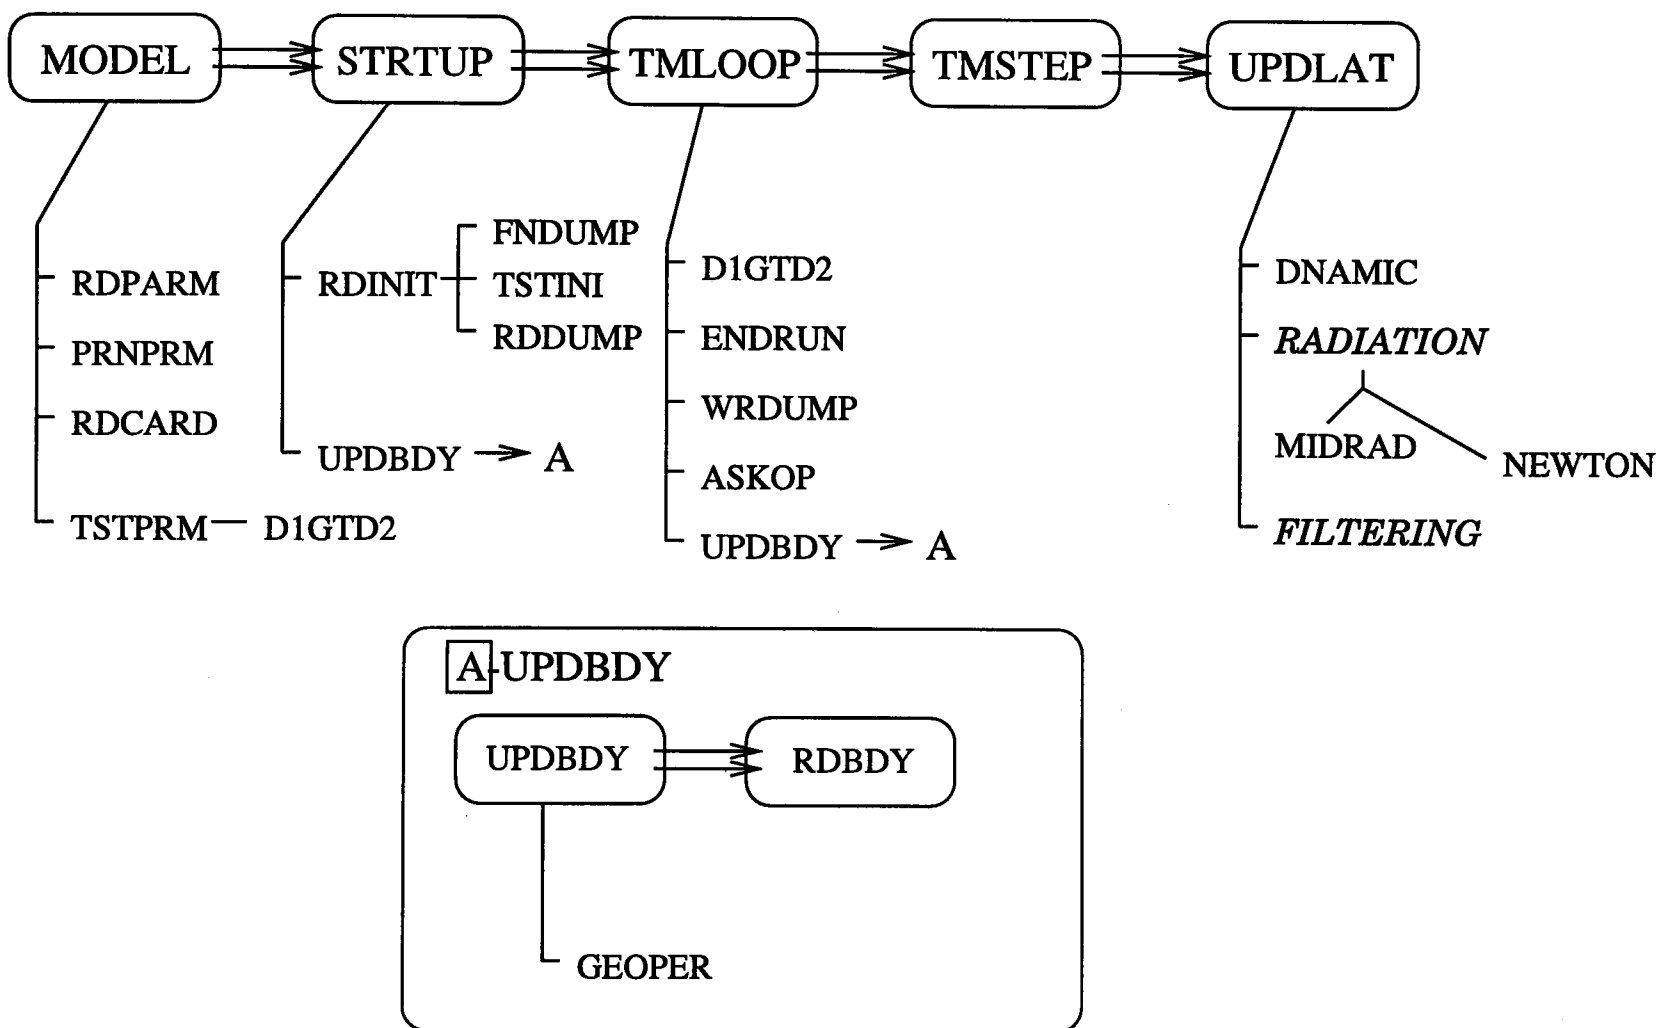 MODEL
STRTUP
TMLOOP
TMSTEP
UPDLAT
RDPARM
PRNPRM
RDCARD
TSTPRM
D1GTD2
RDINIT
FNDUMP
TSTINI
RDDUMP
UPDBDY
A
D1GTD2
ENDRUN
WRDUMP
ASKOP
UPDBDY
A
DNAMIC
RADIATION
MIDRAD
NEWTON
FILTERING
A-UPDBDY
UPDBDY
RDBDY
GEOPER